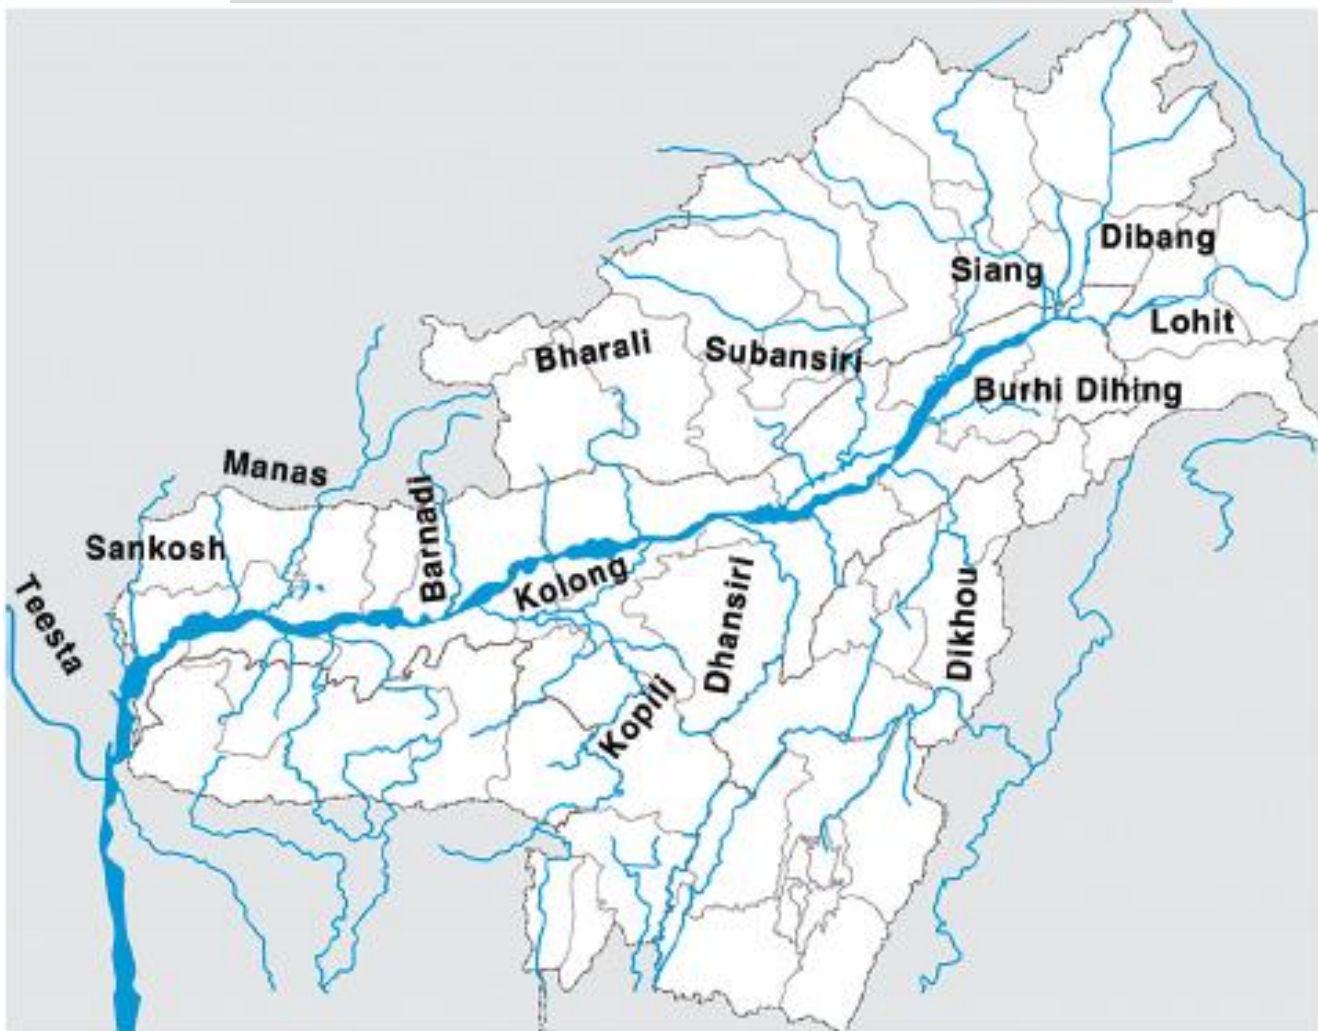 Dibang
Siang
Lohit
Bharali
Subansiri
Burhi Dihing
Manas
Barnadi
Sankosh
Kolong
Teesta
Dhansiri
Dikhou
Kopili